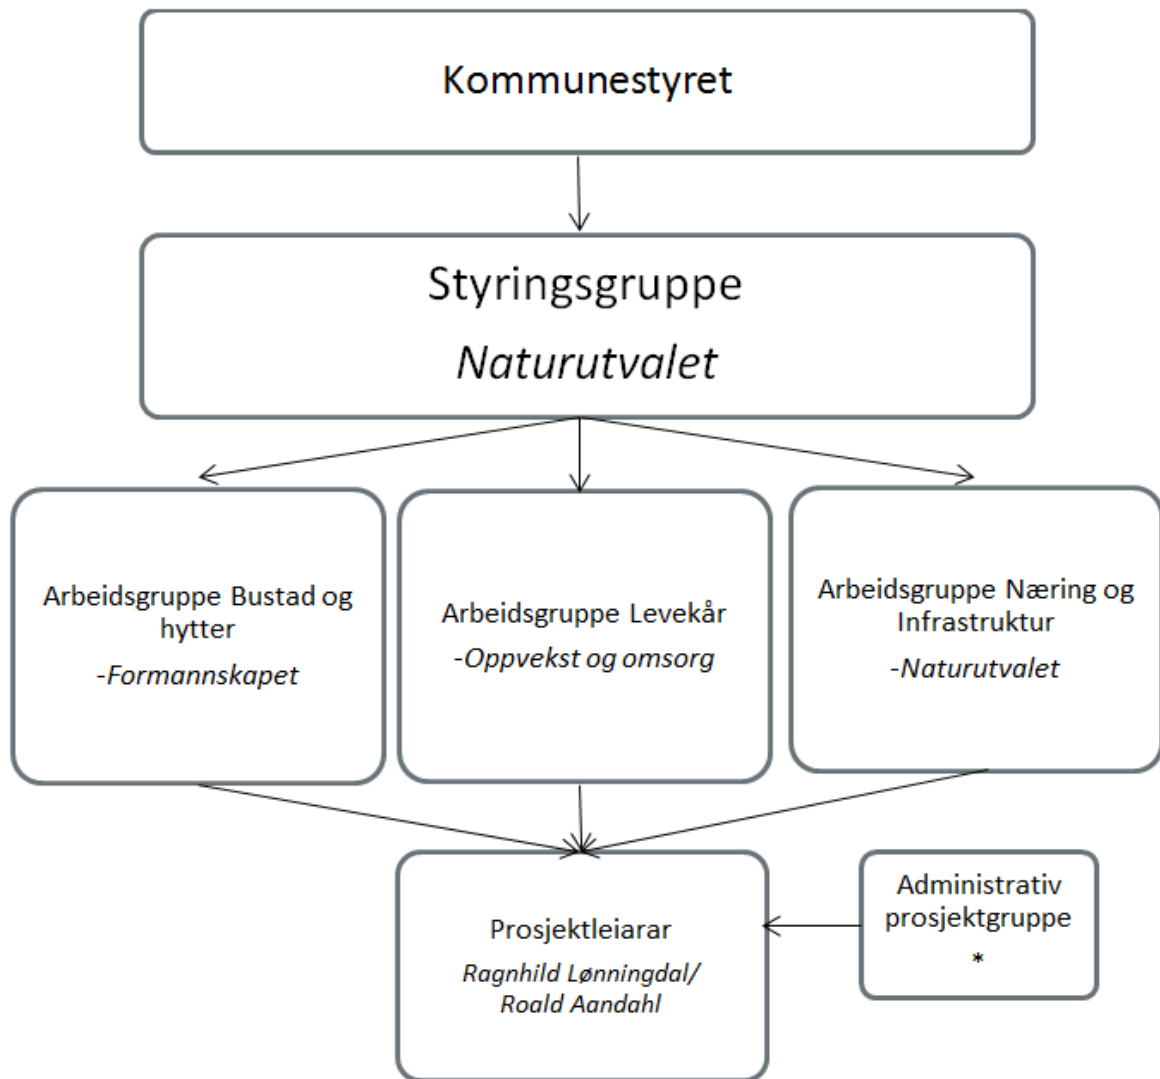 Kommunestyret
Styringsgruppe
Naturutvalet
Arbeidsgruppe Bustad og
hytter
-Formannskapet
Arbeidsgruppe Levekår
-Oppvekst og omsorg
Arbeidsgruppe Næring og
Infrastruktur
-Naturutvalet
Prosjektleiarar
Ragnhild Lønningdal/
Roald Aandahl
Administrativ
prosjektgruppe
*